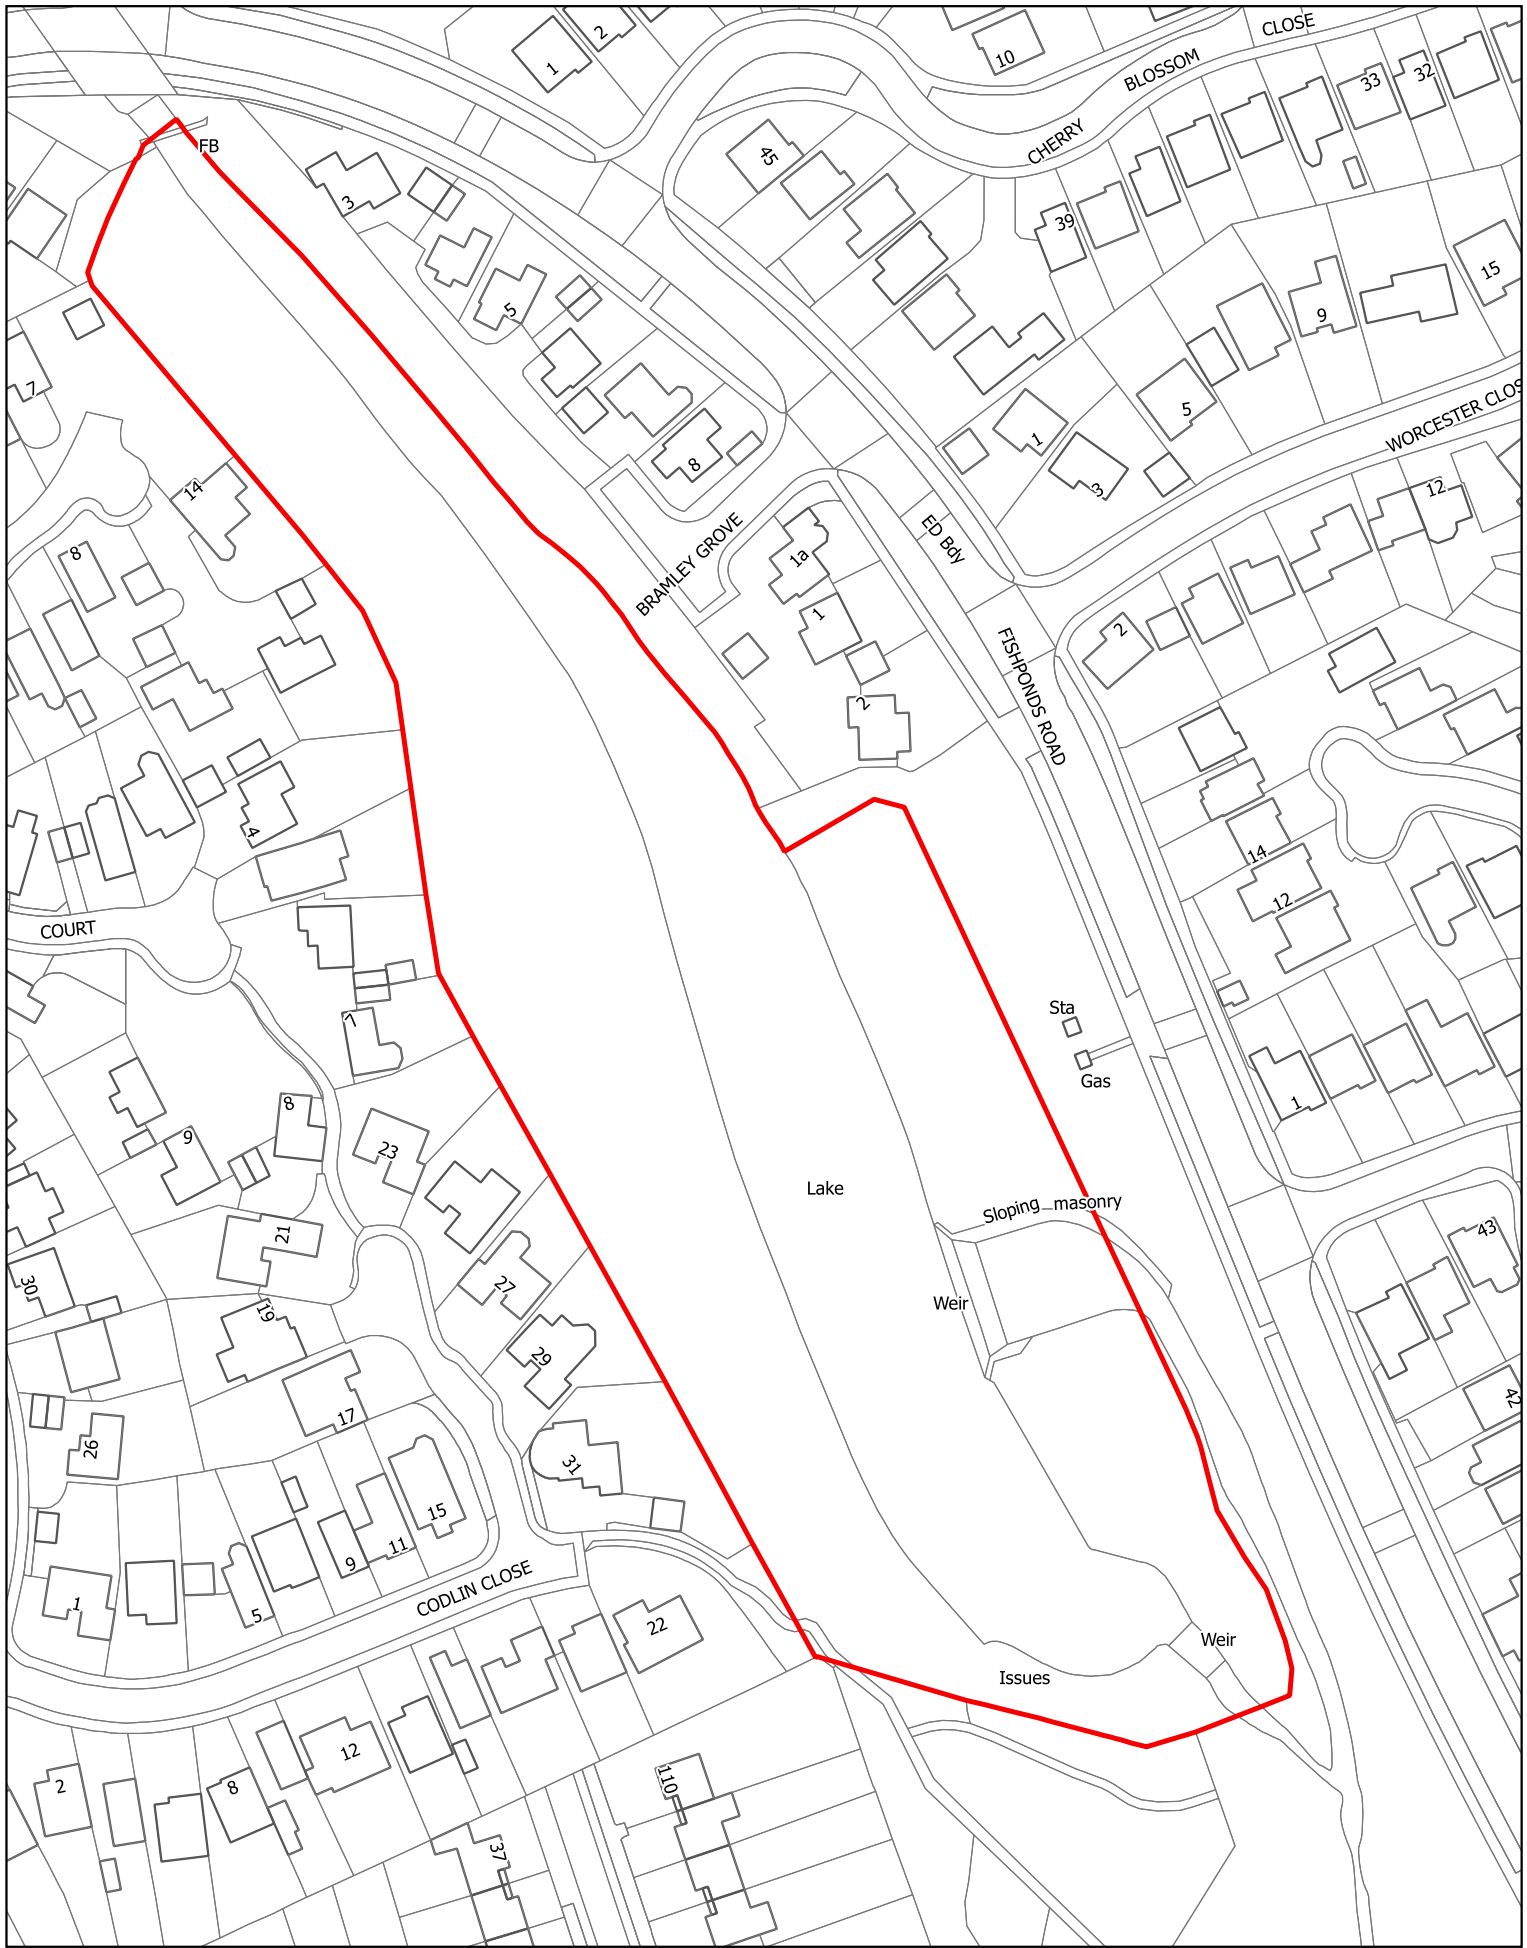 1
2
10
CLOSE
BLOSSOM
CHERRY
33
32
FB
45
3
39
5
9
15
7
8
5
1
3
WORCESTER CLOS
14
12
8
BRAMLEY GROVE
1a
ED Bdy
1
2
FISHPONDS ROAD
2
4
14
12
COURT
7
Sta
Gas
8
9
23
1
Lake
Sloping masonry
21
27
30
19
Weir
43
29
17
26
31
42
15
11
9
5
1
CODLIN CLOSE
22
Weir
Issues
12
8
2
110
37